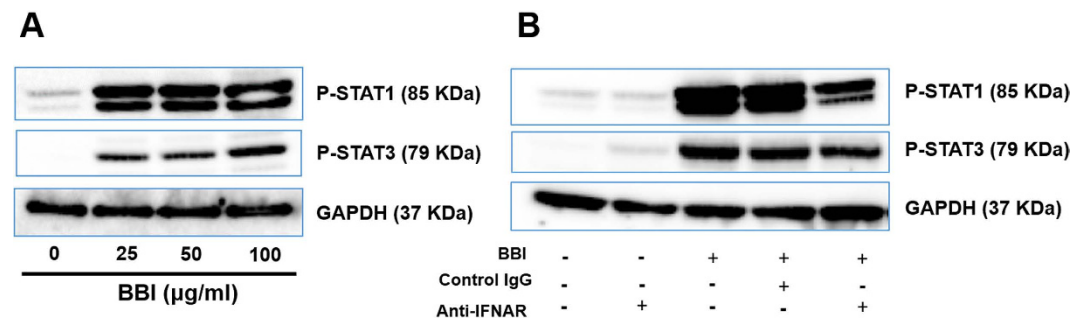 A
P-STAT1 (85 KDa)
P-STAT3 (79 KDa)
GAPDH (37 KDa)
0 25 50 100
BBI (µg/ml)
B
P-STAT1 (85 KDa)
P-STAT3 (79 KDa)
GAPDH (37 KDa)
BBI - - + + +
Control IgG - - - + -
Anti-IFNAR - + - - +